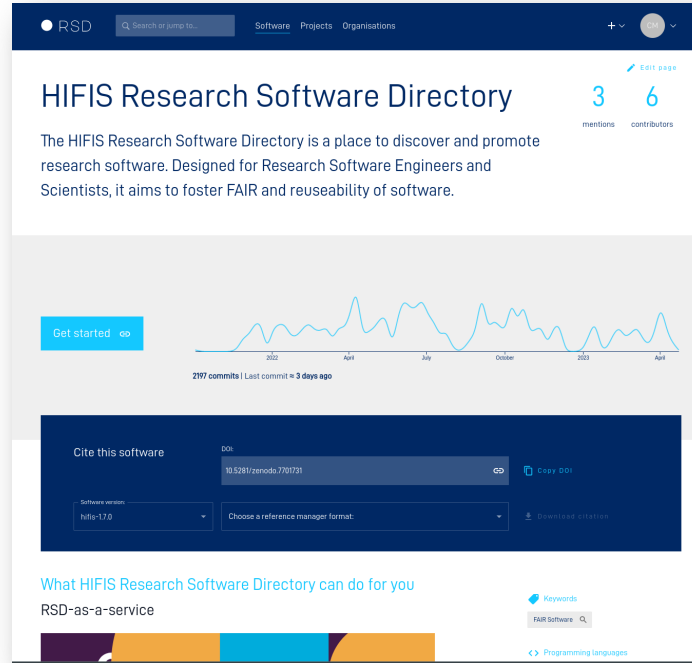 RSD
Search or jump to...
Software Projects Organisations
+
CM
Edit page
HIFIS Research Software Directory
3
mentions
6
contributors
The HIFIS Research Software Directory is a place to discover and promote
research software. Designed for Research Software Engineers and
Scientists, it aims to foster FAIR and reuseability of software.
Get started
2022 April July October 2023 April
2197 commits | Last commit ≈ 3 days ago
Cite this software
DOI:
10.5281/zenodo.7701731
Copy DOI
Software version:
hifis-1.7.0
Choose a reference manager format:
Download citation
What HIFIS Research Software Directory can do for you
RSD-as-a-service
Keywords
FAIR Software
Programming languages